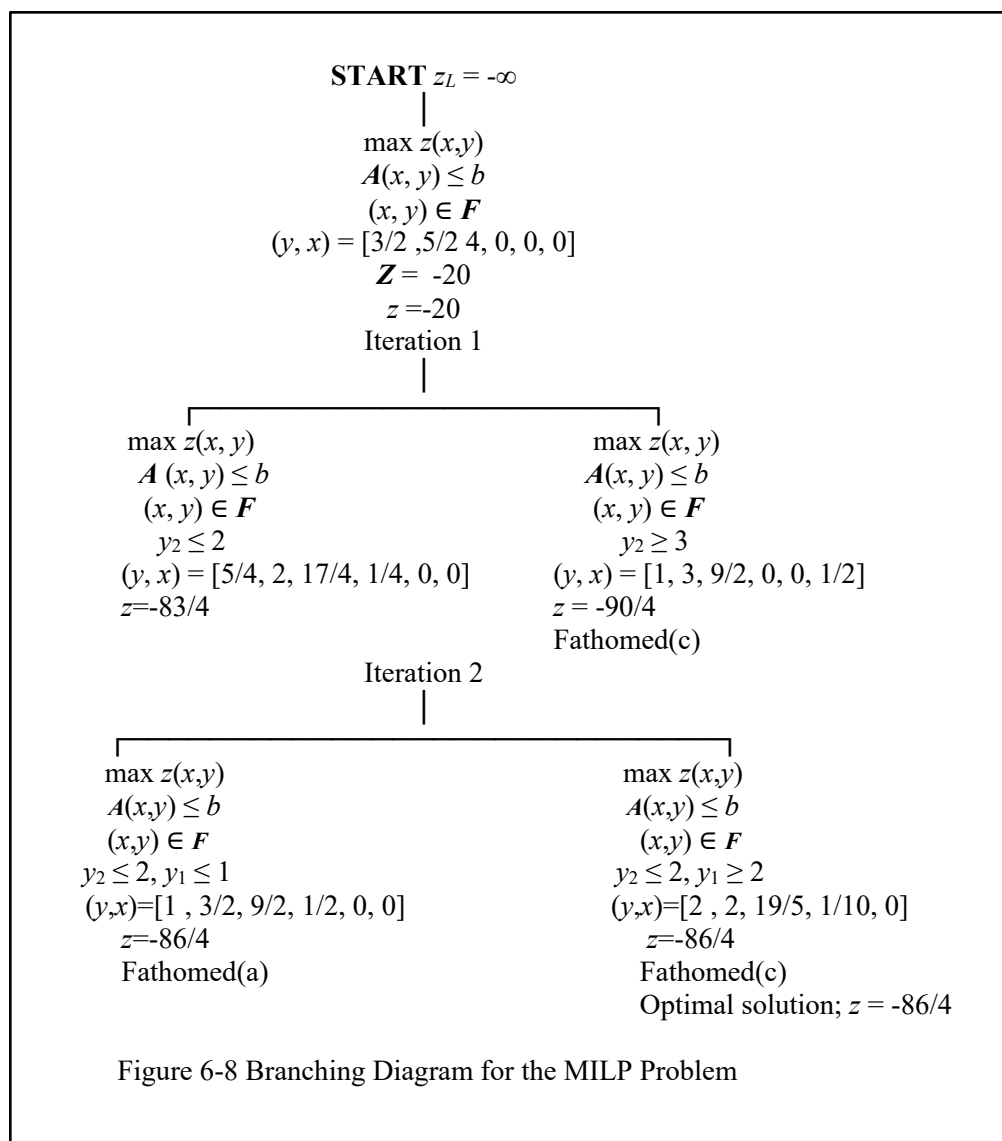 START zL = -∞
max z(x,y)
A(x, y) ≤ b
(x, y) ∈ F
(y, x) = [3/2 ,5/2 4, 0, 0, 0]
Z = -20
z =-20
Iteration 1
max z(x, y)
A (x, y) ≤ b
(x, y) ∈ F
y2 ≤ 2
(y, x) = [5/4, 2, 17/4, 1/4, 0, 0]
z=-83/4
max z(x, y)
A(x, y) ≤ b
(x, y) ∈ F
y2 ≥ 3
(y, x) = [1, 3, 9/2, 0, 0, 1/2]
z = -90/4
Fathomed(c)
Iteration 2
max z(x,y)
A(x,y) ≤ b
(x,y) ∈ F
y2 ≤ 2, y1 ≤ 1
(y,x)=[1 , 3/2, 9/2, 1/2, 0, 0]
z=-86/4
Fathomed(a)
max z(x,y)
A(x,y) ≤ b
(x,y) ∈ F
y2 ≤ 2, y1 ≥ 2
(y,x)=[2 , 2, 19/5, 1/10, 0]
z=-86/4
Fathomed(c)
Optimal solution; z = -86/4
Figure 6-8 Branching Diagram for the MILP Problem